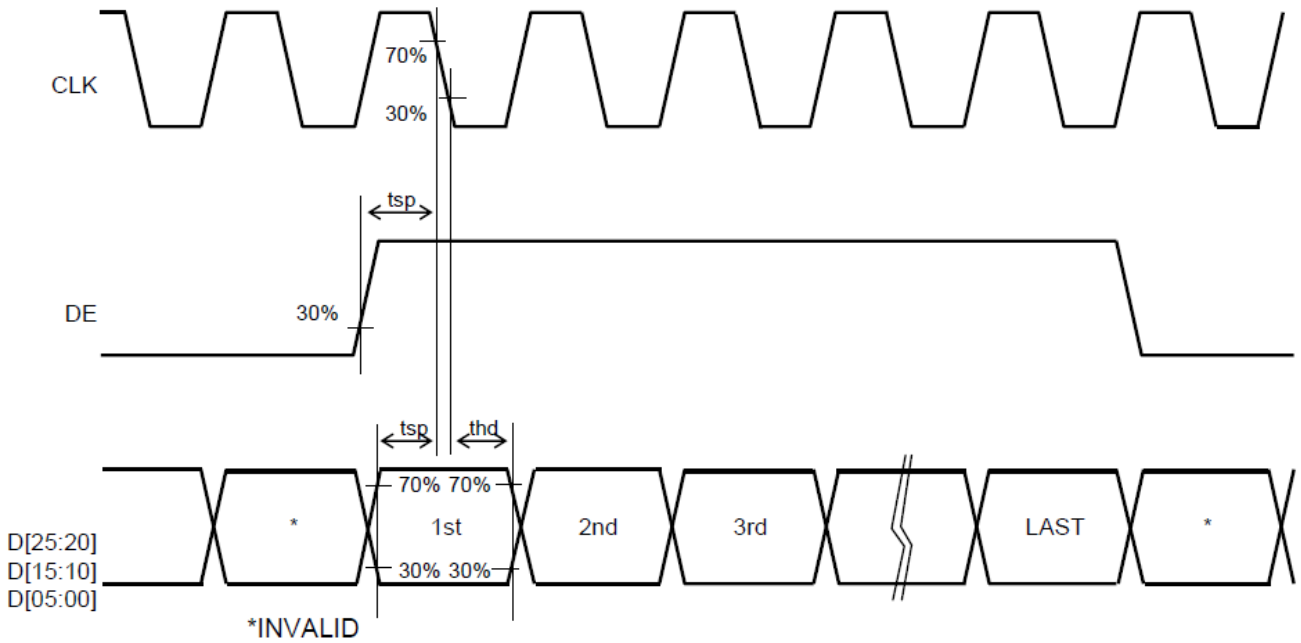 70%
CLK
30%
tsp
DE
30%
tsp thd
70% 70%
* 1st 2nd 3rd LAST *
D[25:20]
D[15:10]
30% 30%
D[05:00]
*INVALID